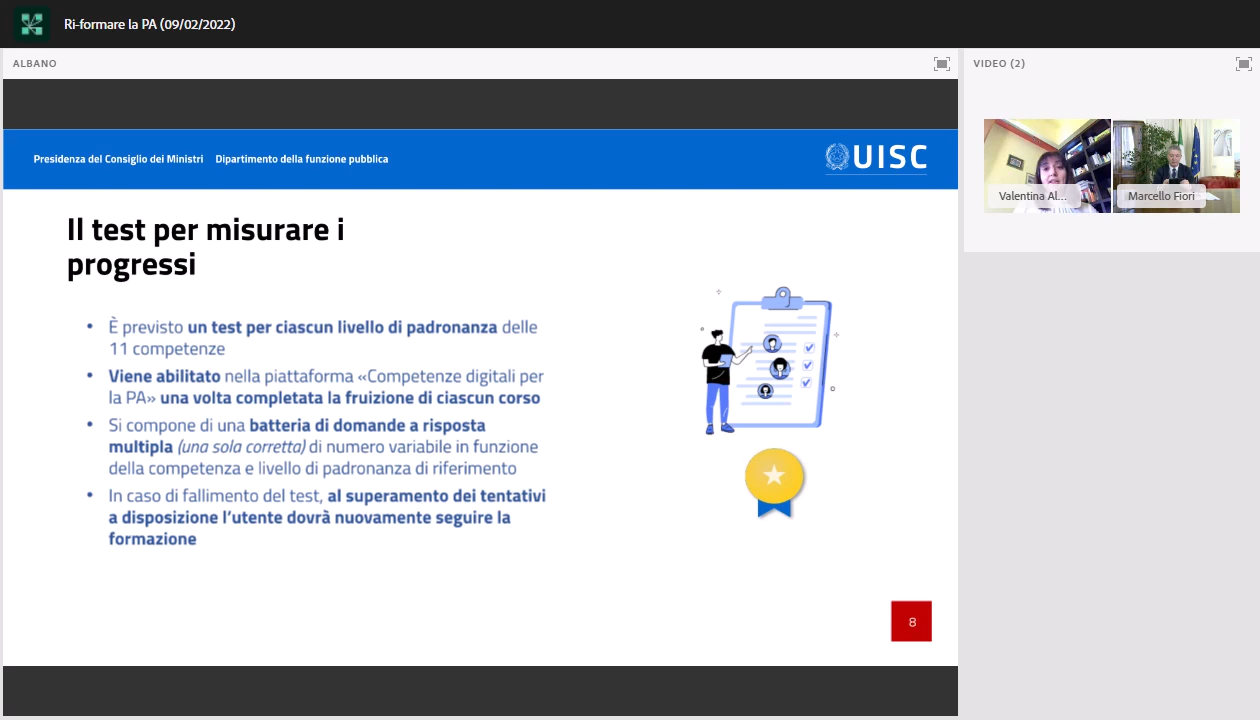 Ri-formare la PA (09/02/2022)
ALBANO
VIDEO (2)
Presidenza del Consiglio dei Ministri Dipartimento della funzione pubblica
UISC
Il test per misurare i
progressi
• È previsto un test per ciascun livello di padronanza delle
11 competenze
• Viene abilitato nella piattaforma «Competenze digitali per
la PA» una volta completata la fruizione di ciascun corso
• Si compone di una batteria di domande a risposta
multipla (una sola corretta) di numero variabile in funzione
della competenza e livello di padronanza di riferimento
• In caso di fallimento del test, al superamento dei tentativi
a disposizione l'utente dovrà nuovamente seguire la
formazione
8
Valentina Al...
Marcello Fiori